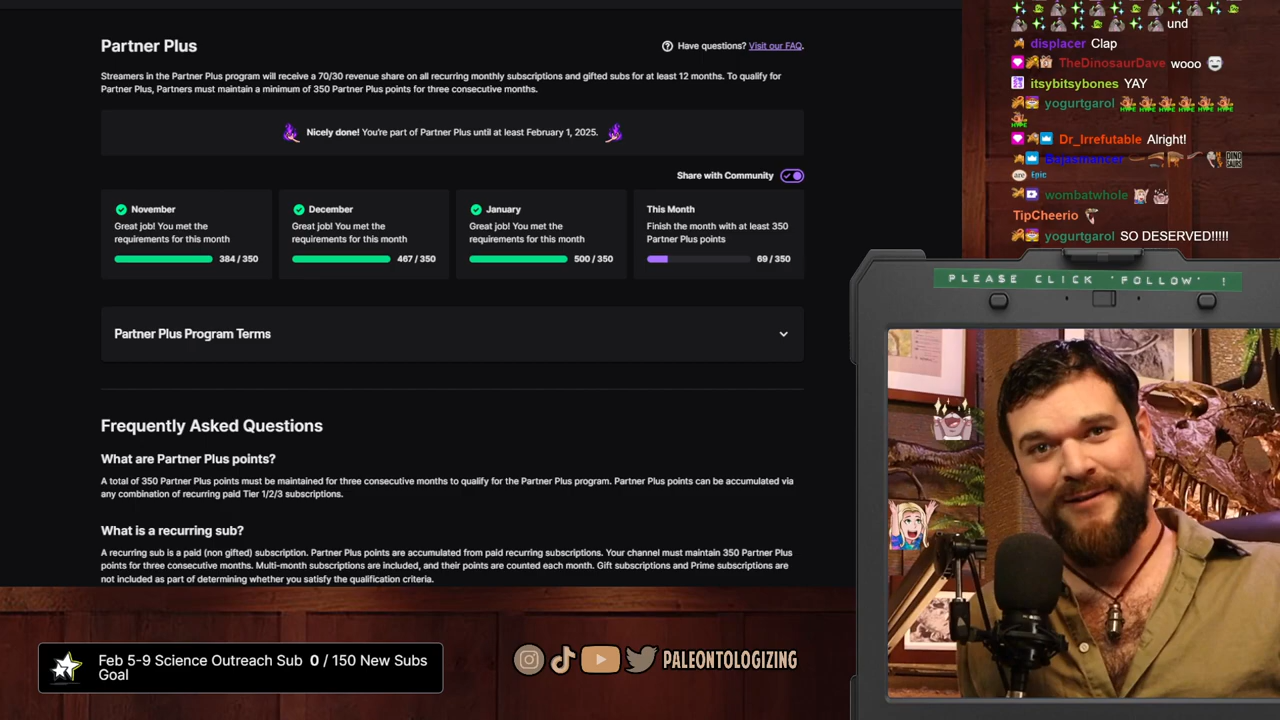 Partner Plus
Have questions? Visit our FAQ.
Streamers in the Partner Plus program will receive a 70/30 revenue share on all recurring monthly subscriptions and gifted subs for at least 12 months. To qualify for
Partner Plus, Partners must maintain a minimum of 350 Partner Plus points for three consecutive months.
Nicely done! You're part of Partner Plus until at least February 1, 2025.
Share with Community
November
Great job! You met the
requirements for this month
384 / 350
December
Great job! You met the
requirements for this month
467 / 350
January
Great job! You met the
requirements for this month
500 / 350
This Month
Finish the month with at least 350
Partner Plus points
69 / 350
Partner Plus Program Terms
Frequently Asked Questions
What are Partner Plus points?
A total of 350 Partner Plus points must be maintained for three consecutive months to qualify for the Partner Plus program. Partner Plus points can be accumulated via
any combination of recurring paid Tier 1/2/3 subscriptions.
What is a recurring sub?
A recurring sub is a paid (non gifted) subscription. Partner Plus points are accumulated from paid recurring subscriptions. Your channel must maintain 350 Partner Plus
points for three consecutive months. Multi-month subscriptions are included, and their points are counted each month. Gift subscriptions and Prime subscriptions are
not included as part of determining whether you satisfy the qualification criteria.
und
displacer Clap
TheDinosaurDave wooo
itsybitsybones YAY
yogurtgarol
Dr_Irrefutable Alright!
Epic
wombatwhole
TipCheerio
yogurtgarol SO DESERVED!!!!!
PLEASE CLICK 'FOLLOW' !
Feb 5-9 Science Outreach Sub 0 / 150 New Subs
Goal
PALEONTOLOGIZING